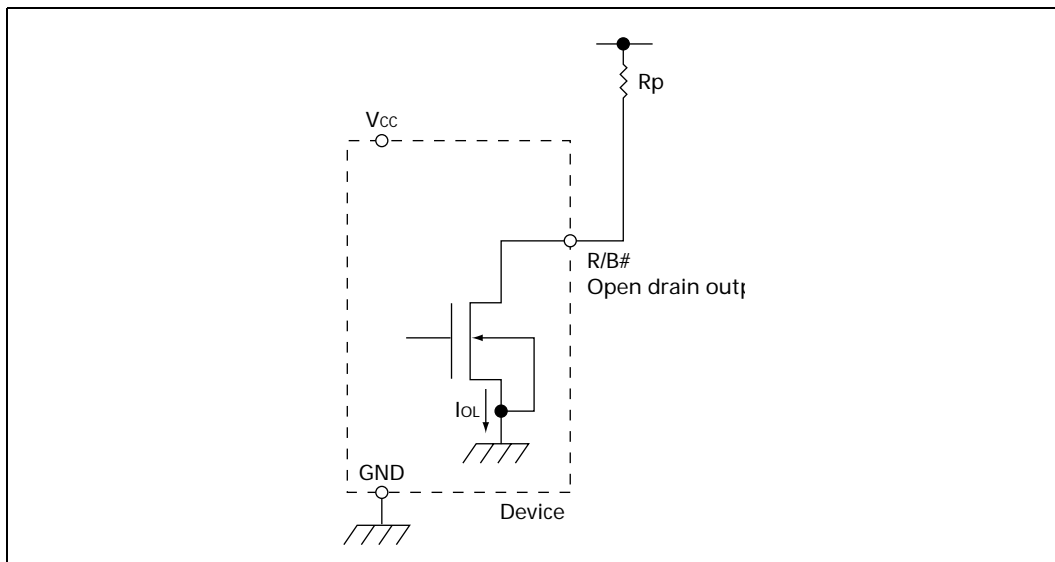 Rp
Vcc
R/B#
Open drain outp
IOL
GND
Device